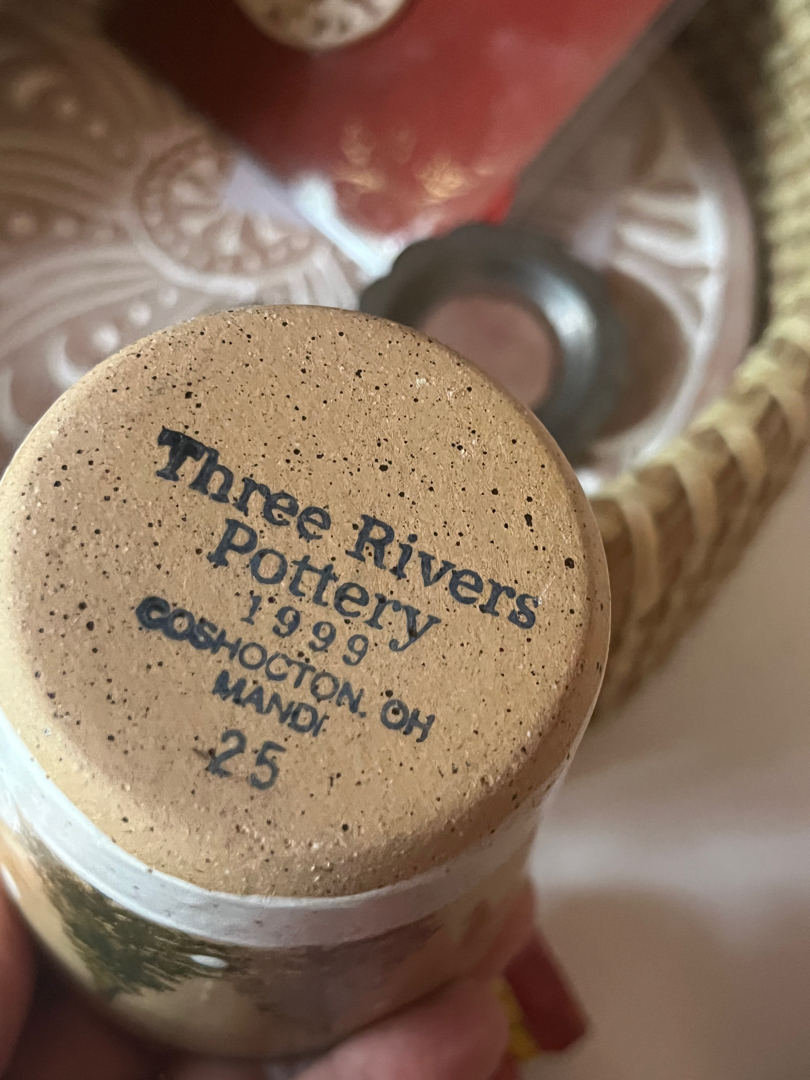 Three Rivers
Pottery
1999
COSHOCTON, OH
MANDI
25